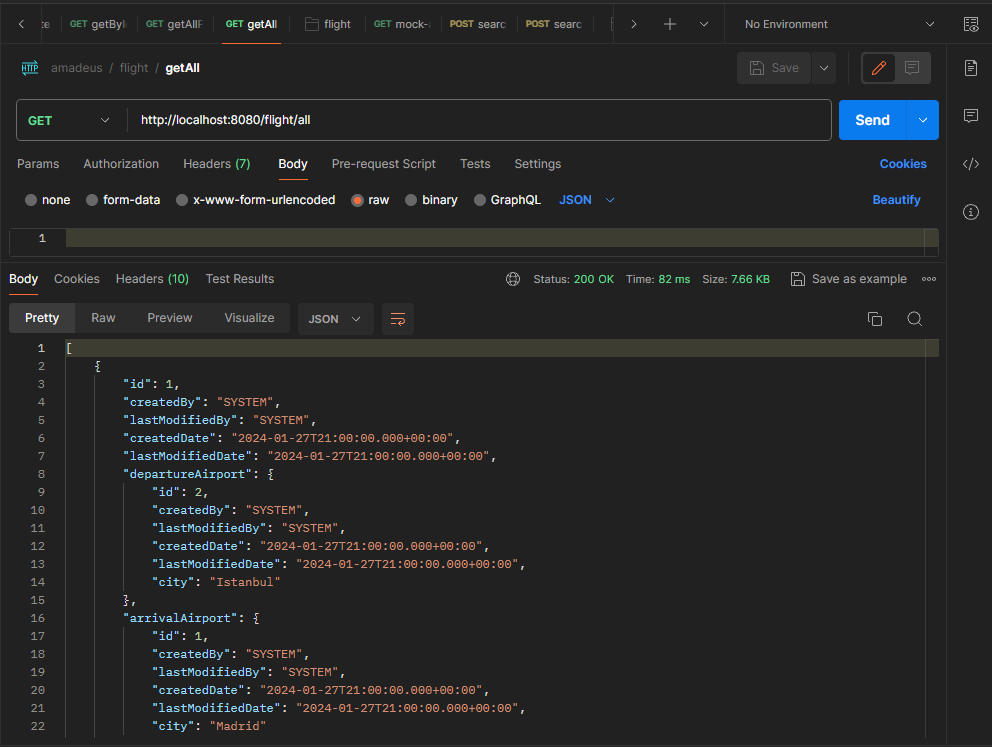 GET getByI
GET getAllF
GET getAll
flight
GET mock-
POST searc
POST searc
No Environment
HTTP amadeus / flight / getAll
Save
GET http://localhost:8080/flight/all
Send
Params Authorization Headers (7) Body Pre-request Script Tests Settings Cookies
none form-data x-www-form-urlencoded raw binary GraphQL JSON Beautify
1
Body Cookies Headers (10) Test Results Status: 200 OK Time: 82 ms Size: 7.66 KB Save as example
Pretty Raw Preview Visualize JSON
1 [
2 {
3 "id": 1,
4 "createdBy": "SYSTEM",
5 "lastModifiedBy": "SYSTEM",
6 "createdDate": "2024-01-27T21:00:00.000+00:00",
7 "lastModifiedDate": "2024-01-27T21:00:00.000+00:00",
8 "departureAirport": {
9 "id": 2,
10 "createdBy": "SYSTEM",
11 "lastModifiedBy": "SYSTEM",
12 "createdDate": "2024-01-27T21:00:00.000+00:00",
13 "lastModifiedDate": "2024-01-27T21:00:00.000+00:00",
14 "city": "Istanbul"
15 },
16 "arrivalAirport": {
17 "id": 1,
18 "createdBy": "SYSTEM",
19 "lastModifiedBy": "SYSTEM",
20 "createdDate": "2024-01-27T21:00:00.000+00:00",
21 "lastModifiedDate": "2024-01-27T21:00:00.000+00:00",
22 "city": "Madrid"